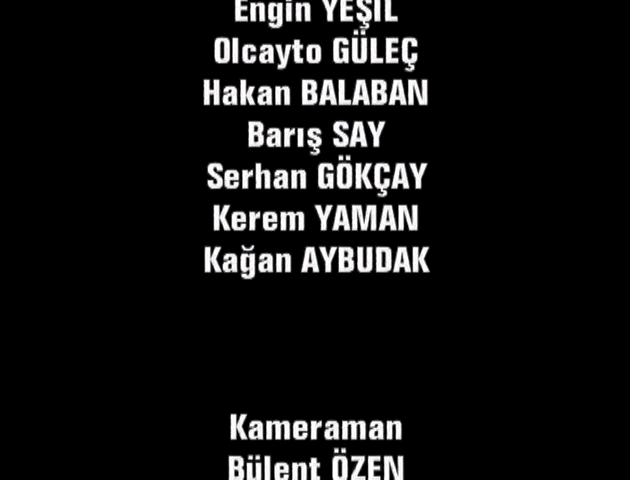 Engin YEŞİL
Olcayto GÜLEÇ
Hakan BALABAN
Barış SAY
Serhan GÖKÇAY
Kerem YAMAN
Kağan AYBUDAK
Kameraman
Bülent ÖZEN